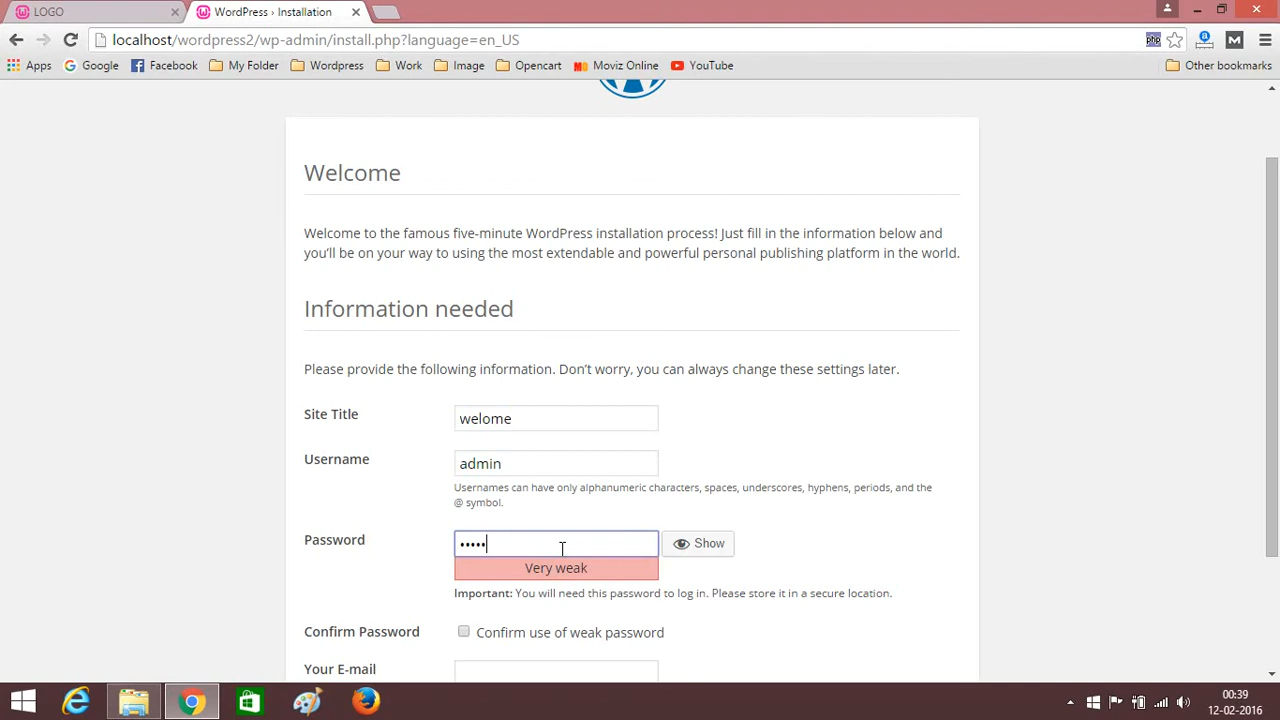 LOGO
WordPress › Installation
localhost/wordpress2/wp-admin/install.php?language=en_US
php
a
M
Apps
Google
Facebook
My Folder
Wordpress
Work
Image
Opencart
Moviz Online
YouTube
Other bookmarks
Welcome
Welcome to the famous five-minute WordPress installation process! Just fill in the information below and
you’ll be on your way to using the most extendable and powerful personal publishing platform in the world.
Information needed
Please provide the following information. Don’t worry, you can always change these settings later.
Site Title
welome
Username
admin
Usernames can have only alphanumeric characters, spaces, underscores, hyphens, periods, and the
@ symbol.
Password
•••••
Show
Very weak
Important: You will need this password to log in. Please store it in a secure location.
Confirm Password
Confirm use of weak password
Your E-mail
00:39
12-02-2016